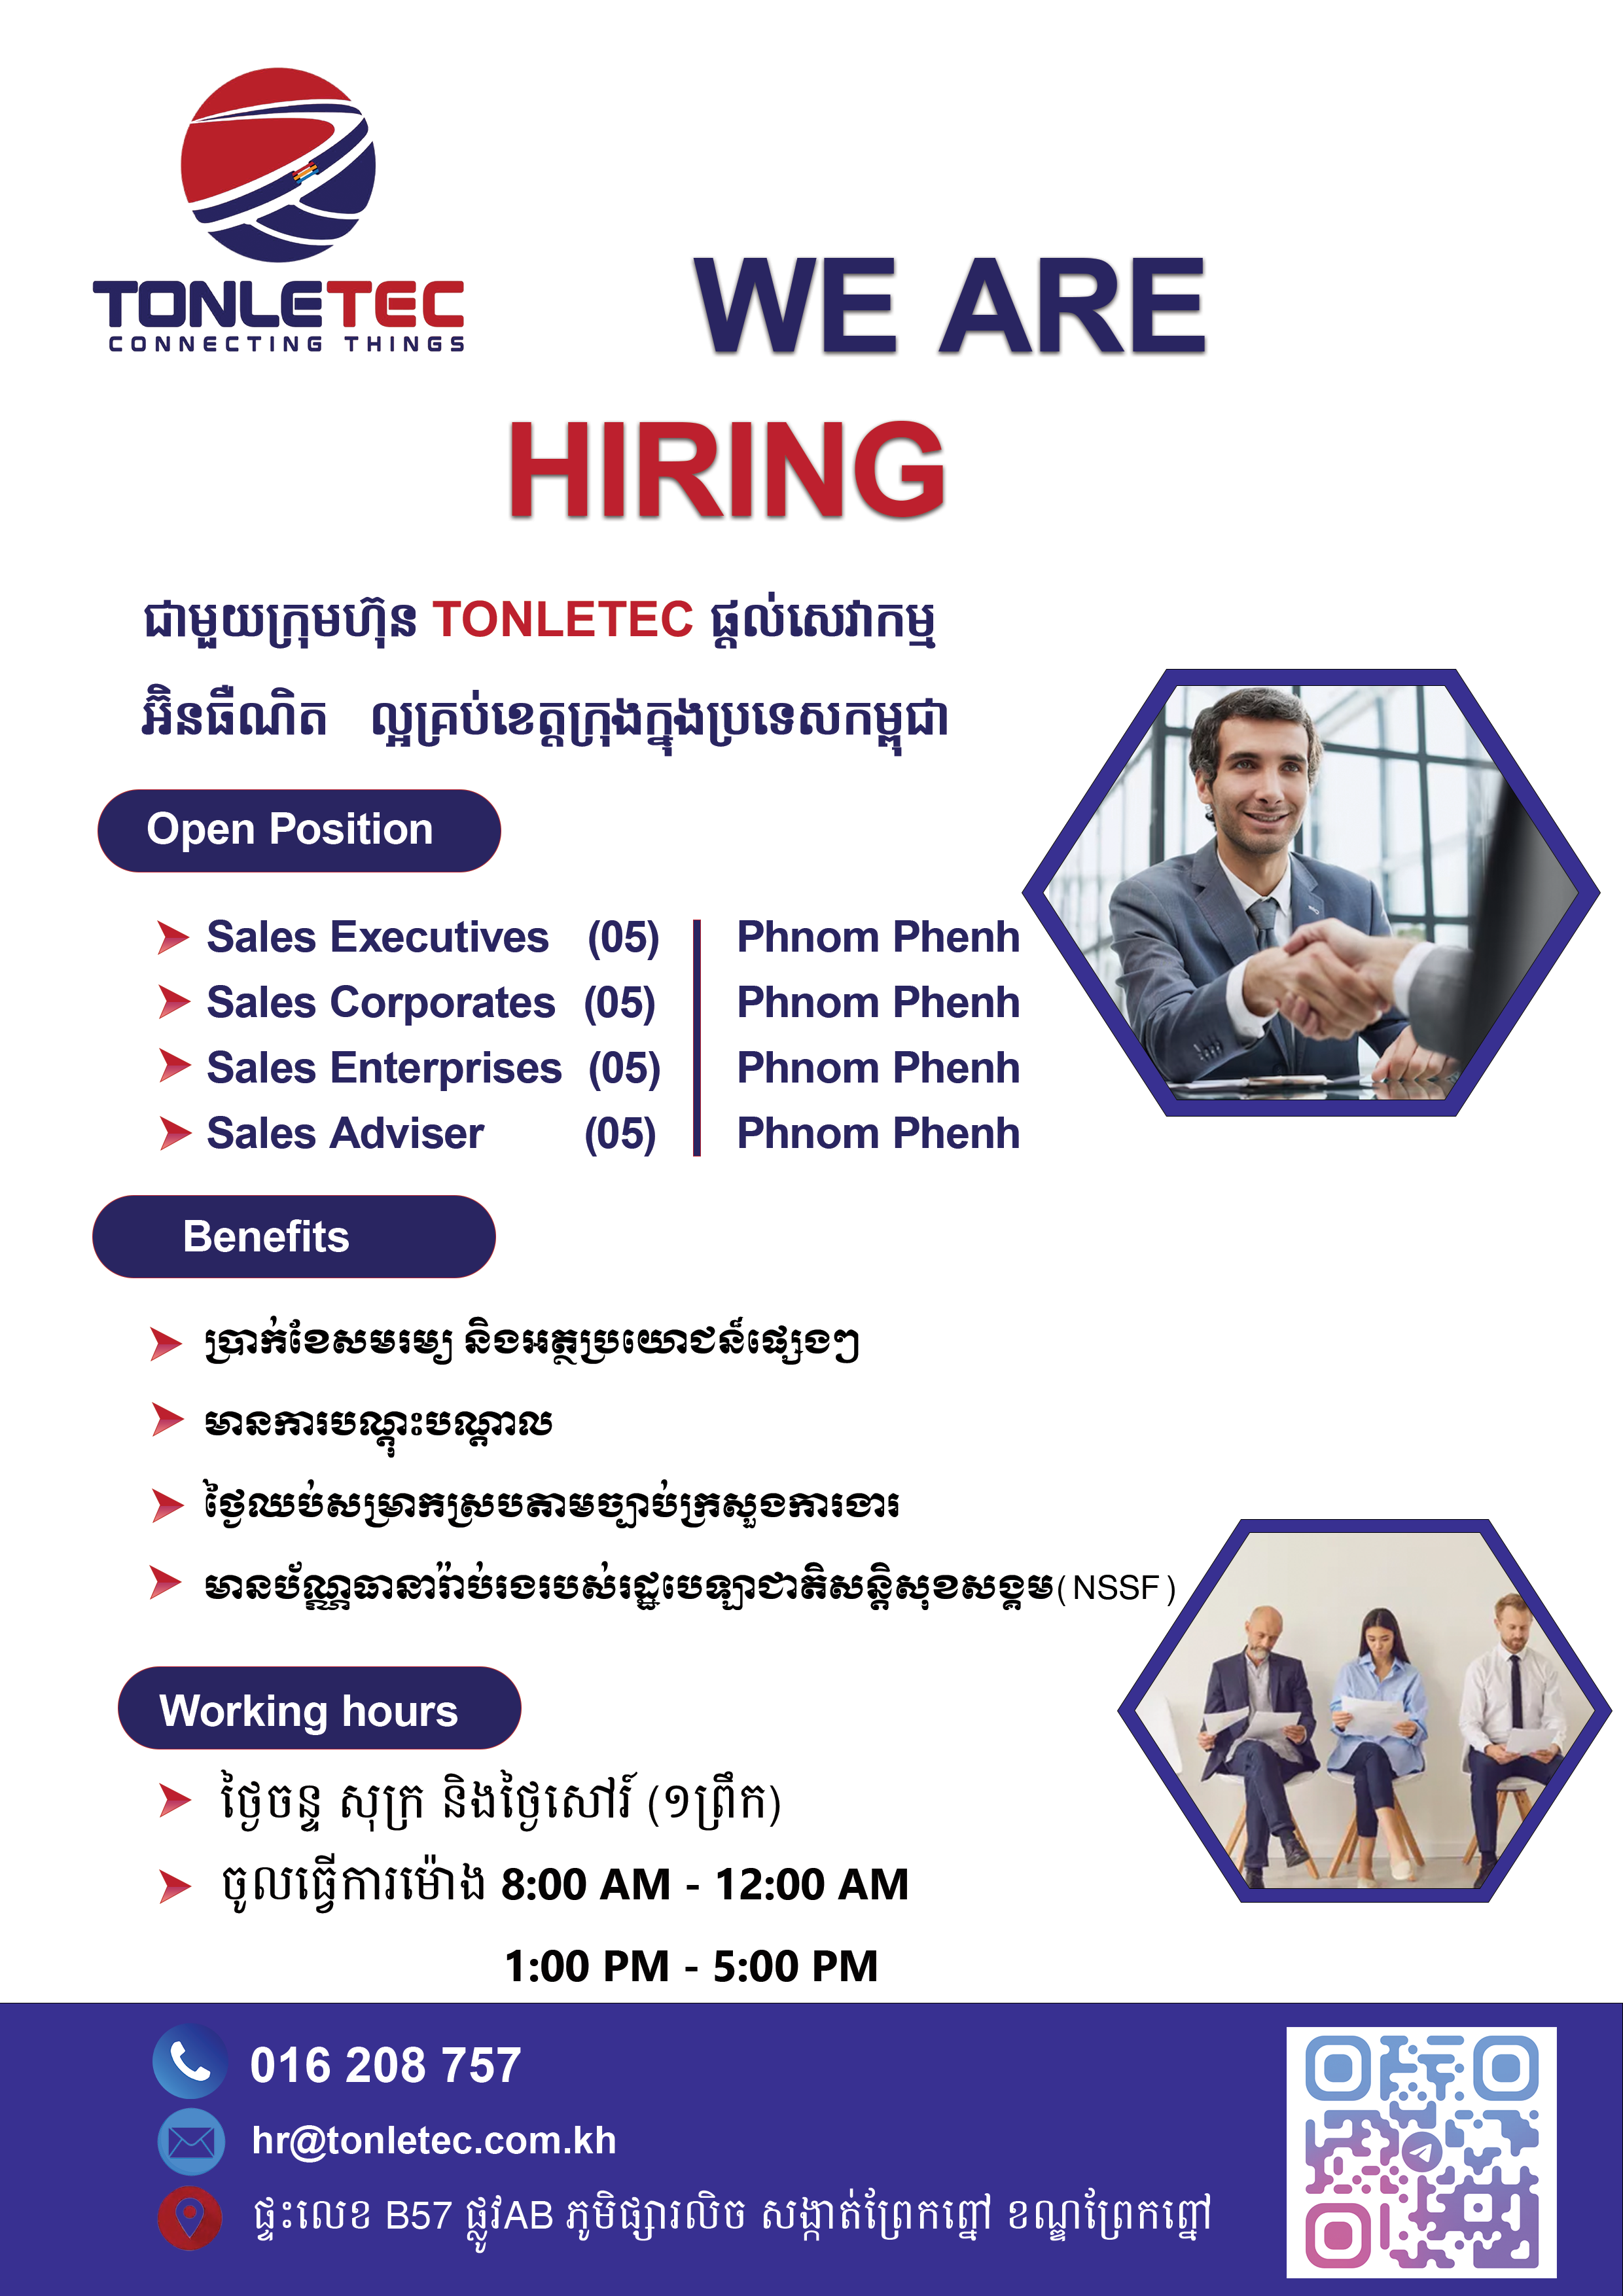 TONLETEC
CONNECTING THINGS
WE ARE
HIRING
ជាមួយក្រុមហ៊ុន TONLETEC ផ្តល់សេវាកម្ម
អ៊ិនធឺណិត ល្អគ្រប់ខេត្តក្រុងក្នុងប្រទេសកម្ពុជា
Open Position
Sales Executives (05) Phnom Phenh
Sales Corporates (05) Phnom Phenh
Sales Enterprises (05) Phnom Phenh
Sales Adviser (05) Phnom Phenh
Benefits
ប្រាក់ខែសមរម្យ និងអត្ថប្រយោជន៏ផ្សេងៗ
មានការបណ្តុះបណ្តាល
ថ្ងៃឈប់សម្រាកស្របតាមច្បាប់ក្រសួងការងារ
មានប័ណ្ណធានារ៉ាប់រងរបស់រដ្ឋបេឡាជាតិសន្តិសុខសង្គម(NSSF)
Working hours
ថ្ងៃចន្ទ សុក្រ និងថ្ងៃសៅរ៍ (១ព្រឹក)
ចូលធ្វើការម៉ោង 8:00 AM - 12:00 AM
1:00 PM - 5:00 PM
016 208 757
hr@tonletec.com.kh
ផ្ទះលេខ B57 ផ្លូវAB ភូមិផ្សារលិច សង្កាត់ព្រែកព្នៅ ខណ្ឌព្រែកព្នៅ